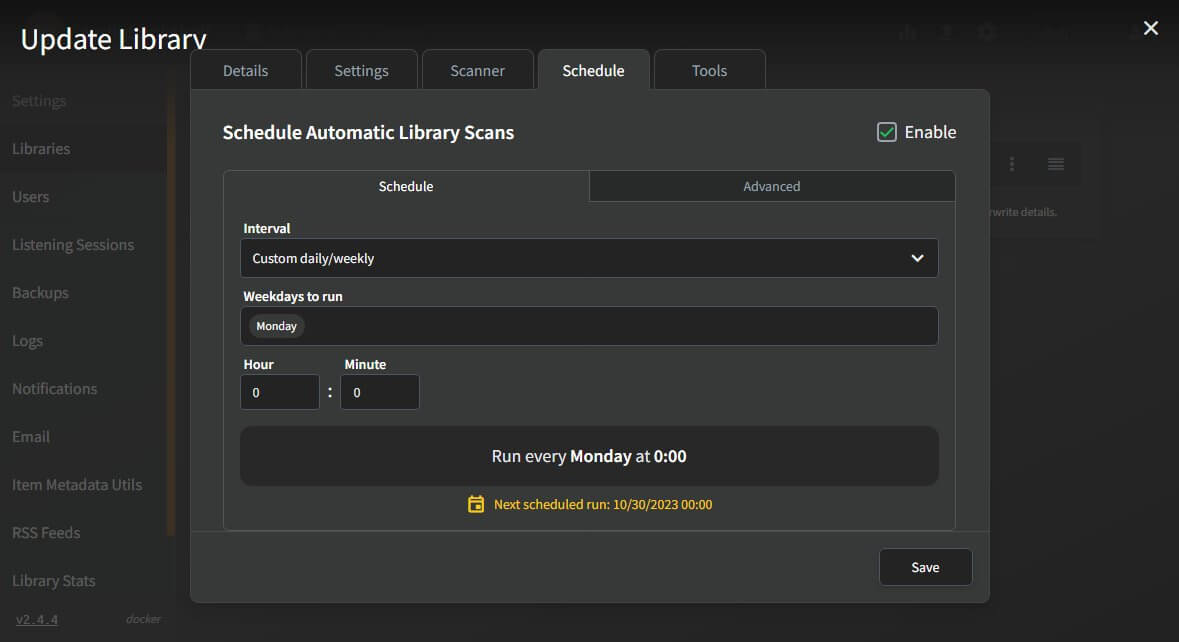 Update Library
Details Settings Scanner Schedule Tools
Settings
Libraries
Users
Listening Sessions
Backups
Logs
Notifications
Email
Item Metadata Utils
RSS Feeds
Library Stats
v2.4.4 docker
Schedule Automatic Library Scans Enable
Schedule Advanced
Interval
Custom daily/weekly
Weekdays to run
Monday
Hour Minute
0 : 0
Run every Monday at 0:00
Next scheduled run: 10/30/2023 00:00
Save
details.